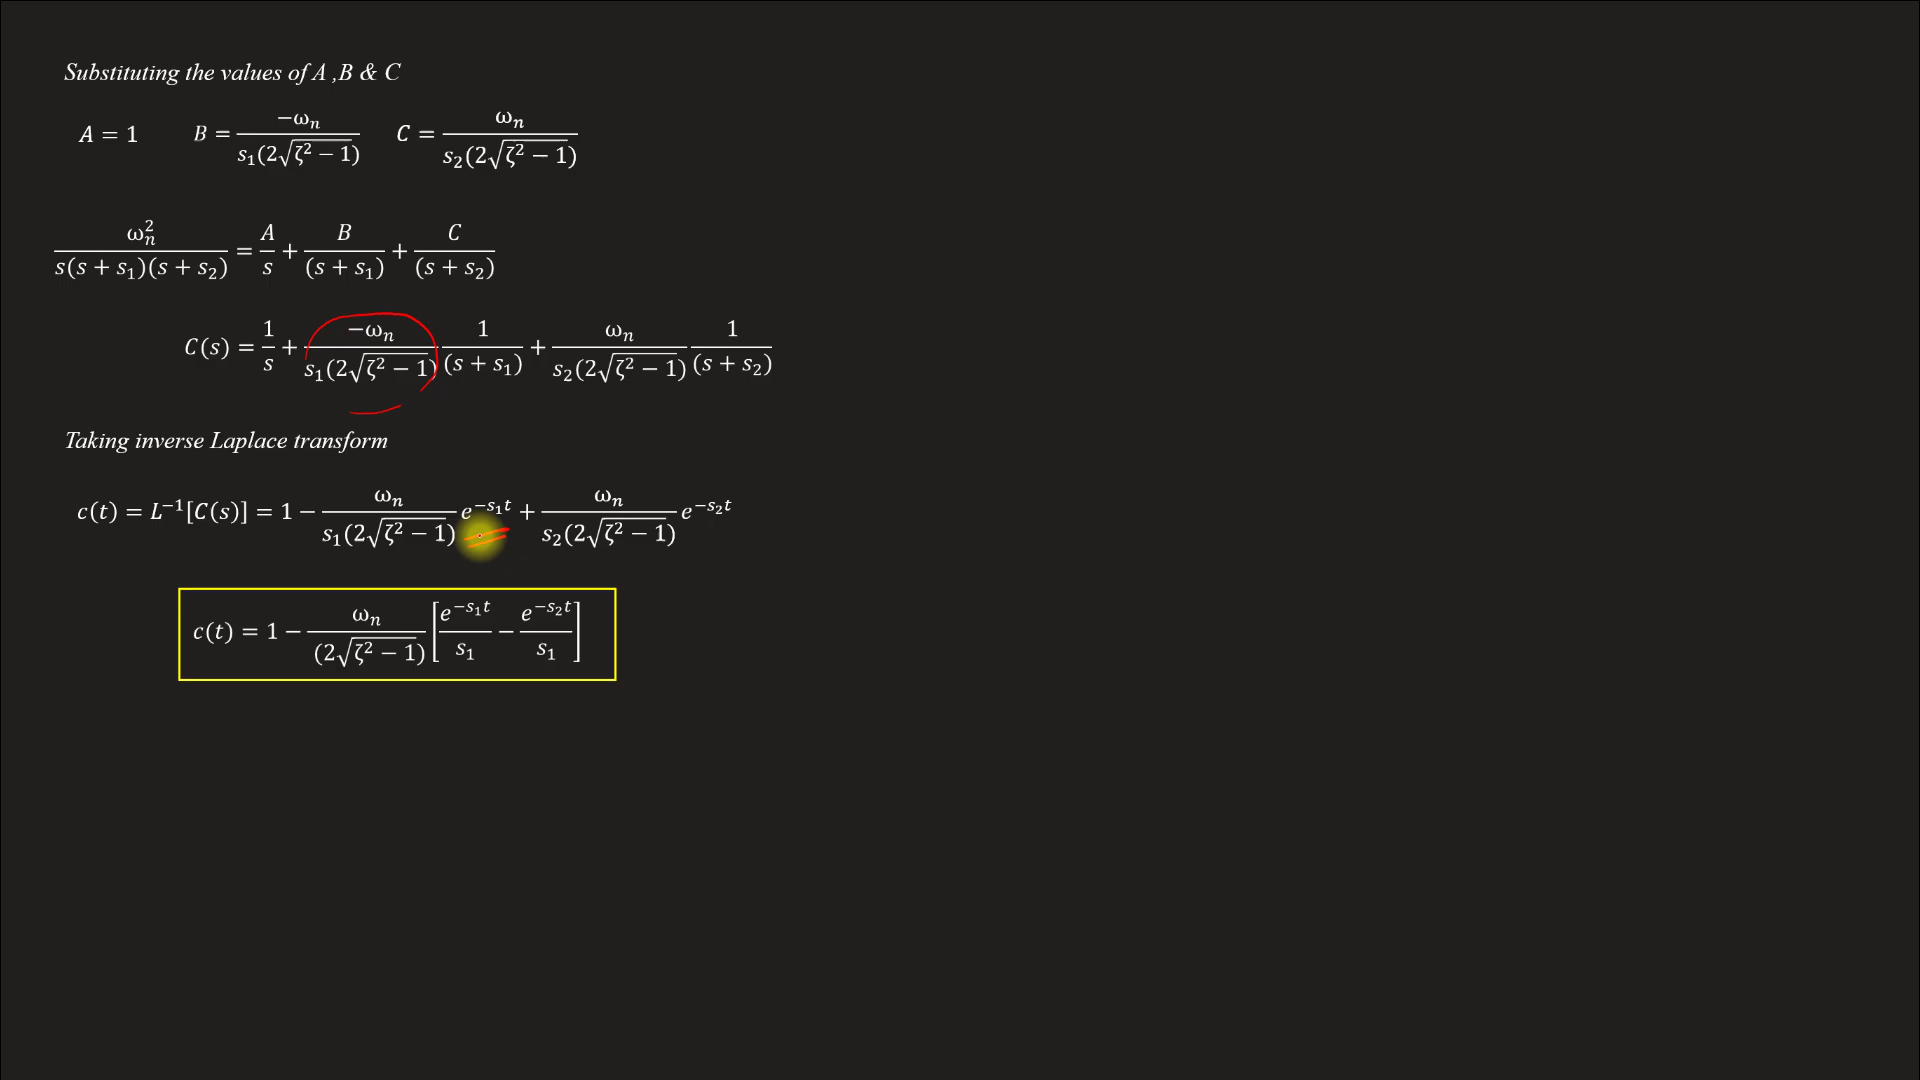 Substituting the values of A ,B & C
A = 1 B = −ωₙ / s₁(2√(ζ² − 1)) C = ωₙ / s₂(2√(ζ² − 1))
ωₙ² / s(s + s₁)(s + s₂) = A/s + B/(s + s₁) + C/(s + s₂)
C(s) = 1/s + −ωₙ / s₁(2√(ζ² − 1)) 1/(s + s₁) + ωₙ / s₂(2√(ζ² − 1)) 1/(s + s₂)
Taking inverse Laplace transform
c(t) = L⁻¹[C(s)] = 1 − ωₙ / s₁(2√(ζ² − 1)) e^(−s₁t) + ωₙ / s₂(2√(ζ² − 1)) e^(−s₂t)
c(t) = 1 − ωₙ / (2√(ζ² − 1)) [e^(−s₁t) / s₁ − e^(−s₂t) / s₁]